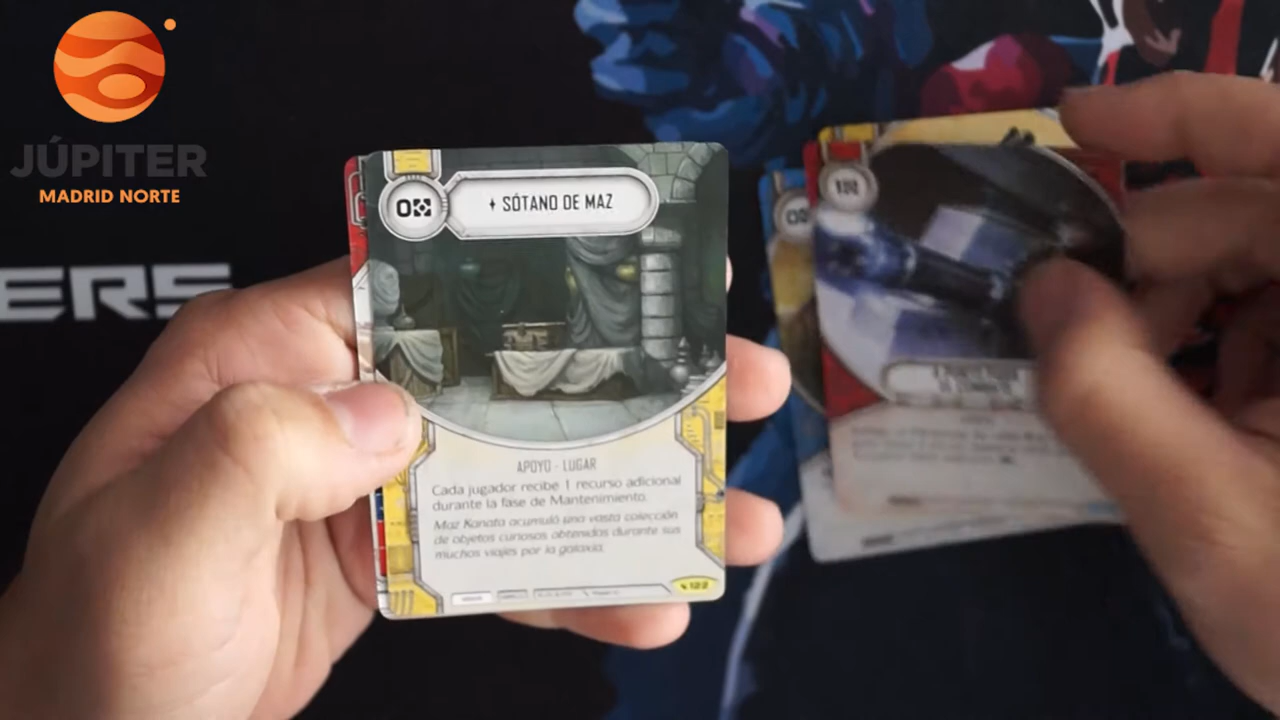 JÚPITER
MADRID NORTE
ERS
0
SÓTANO DE MAZ
APOYO - LUGAR
Cada jugador recibe 1 recurso adicional
durante la fase de Mantenimiento.
Maz Kanata acumuló una vasta colección
de objetos curiosos obtenidos durante sus
muchos viajes por la galaxia.
122